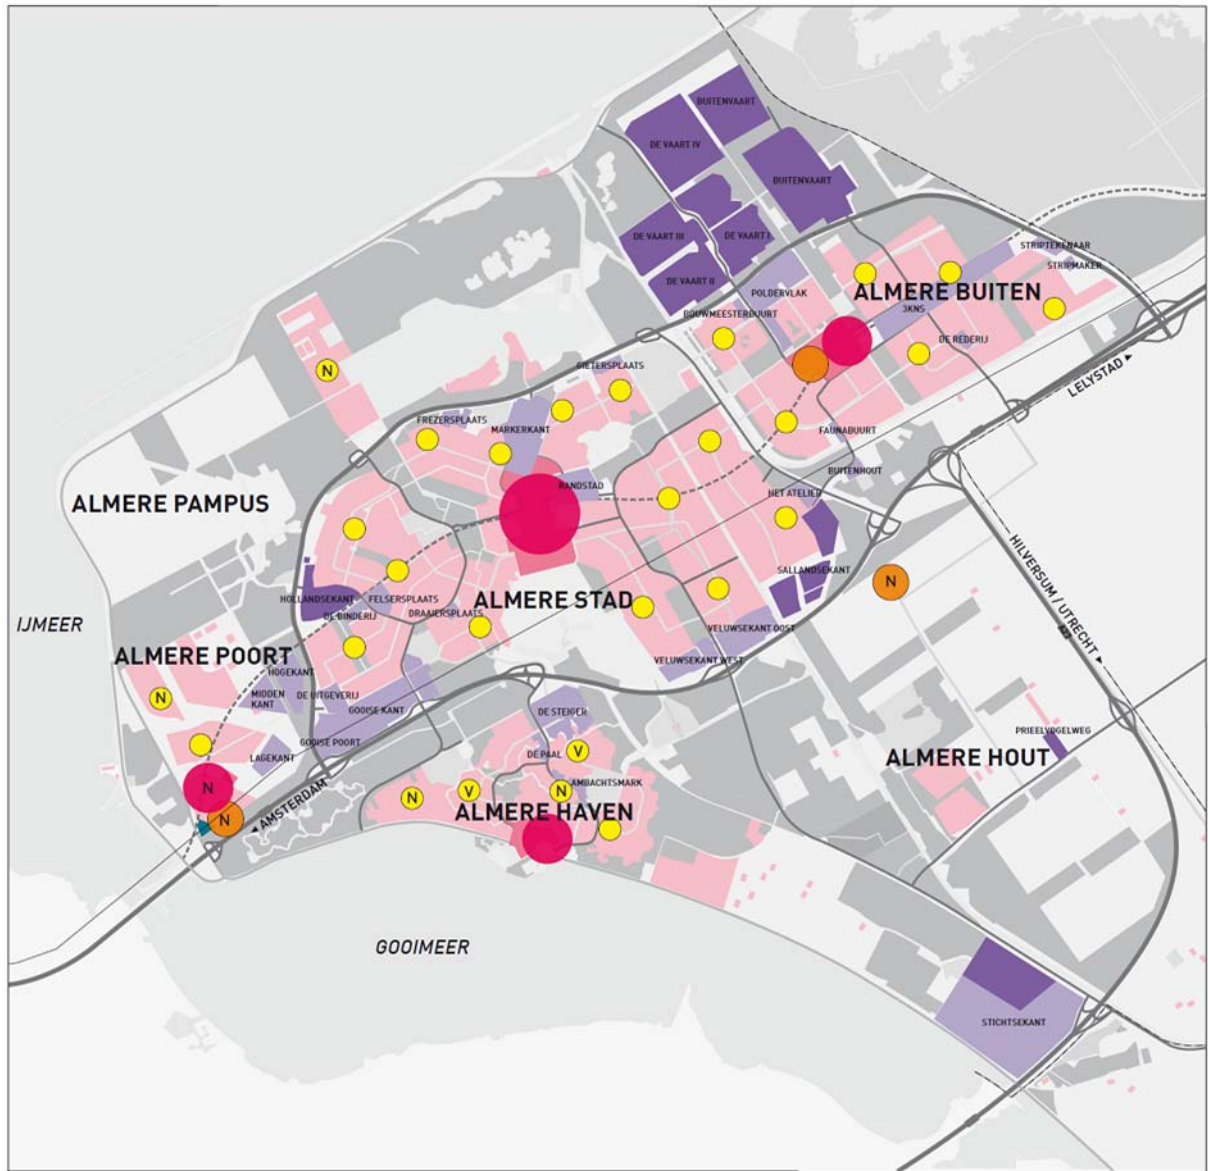 BUITENVAART
DE VAART IV
BUITENVAART
DE VAART III
DE VAART I
DE VAART II
STRIPTEKENAAR
STRIPMAKER
POLDERVLAK
ALMERE BUITEN
3KNS
BOUWMEESTERBUURT
DE REDERIJ
GIETERSPLAATS
N
LELYSTAD
FREZERSPLAATS
MARKERKANT
FAUNABUURT
BUITENHOUT
RANDSTAD
HET ATELIER
ALMERE PAMPUS
HILVERSUM / UTRECHT
N
SALLANDSEKANT
HOLLANDSEKANT
FELSERSPLAATS
ALMERE STAD
DE BINDERIJ
DRAAIERSPLAATS
IJMEER
VELUWSEKANT OOST
ALMERE POORT
VELUWSEKANT WEST
HOGEKANT
MIDDEN
KANT
DE UITGEVERIJ
N
GOOISE KANT
DE STEIGER
PRIEELVOGELWEG
GOOISE POORT
DE PAAL
V
LAGEKANT
ALMERE HOUT
AMBACHTSMARK
N
N
V
N
ALMERE HAVEN
AMSTERDAM
N
GOOIMEER
STICHTSEKANT